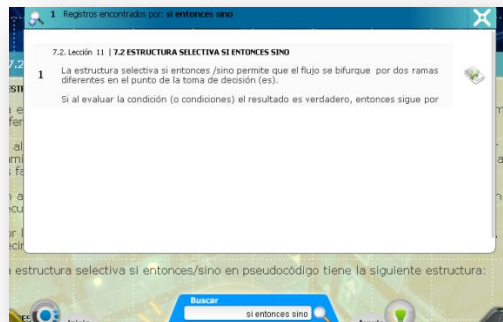 1 Registros encontrados por: si entonces sino
7.2. Lección 11 | 7.2 ESTRUCTURA SELECTIVA SI ENTONCES SINO
1 La estructura selectiva si entonces /sino permite que el flujo se bifurque por dos ramas
diferentes en el punto de la toma de decisión (es).
Si al evaluar la condición (o condiciones) el resultado es verdadero, entonces sigue por
estructura selectiva si entonces/sino en pseudocódigo tiene la siguiente estructura:
Buscar
si entonces sino
Inicio
Ayuda